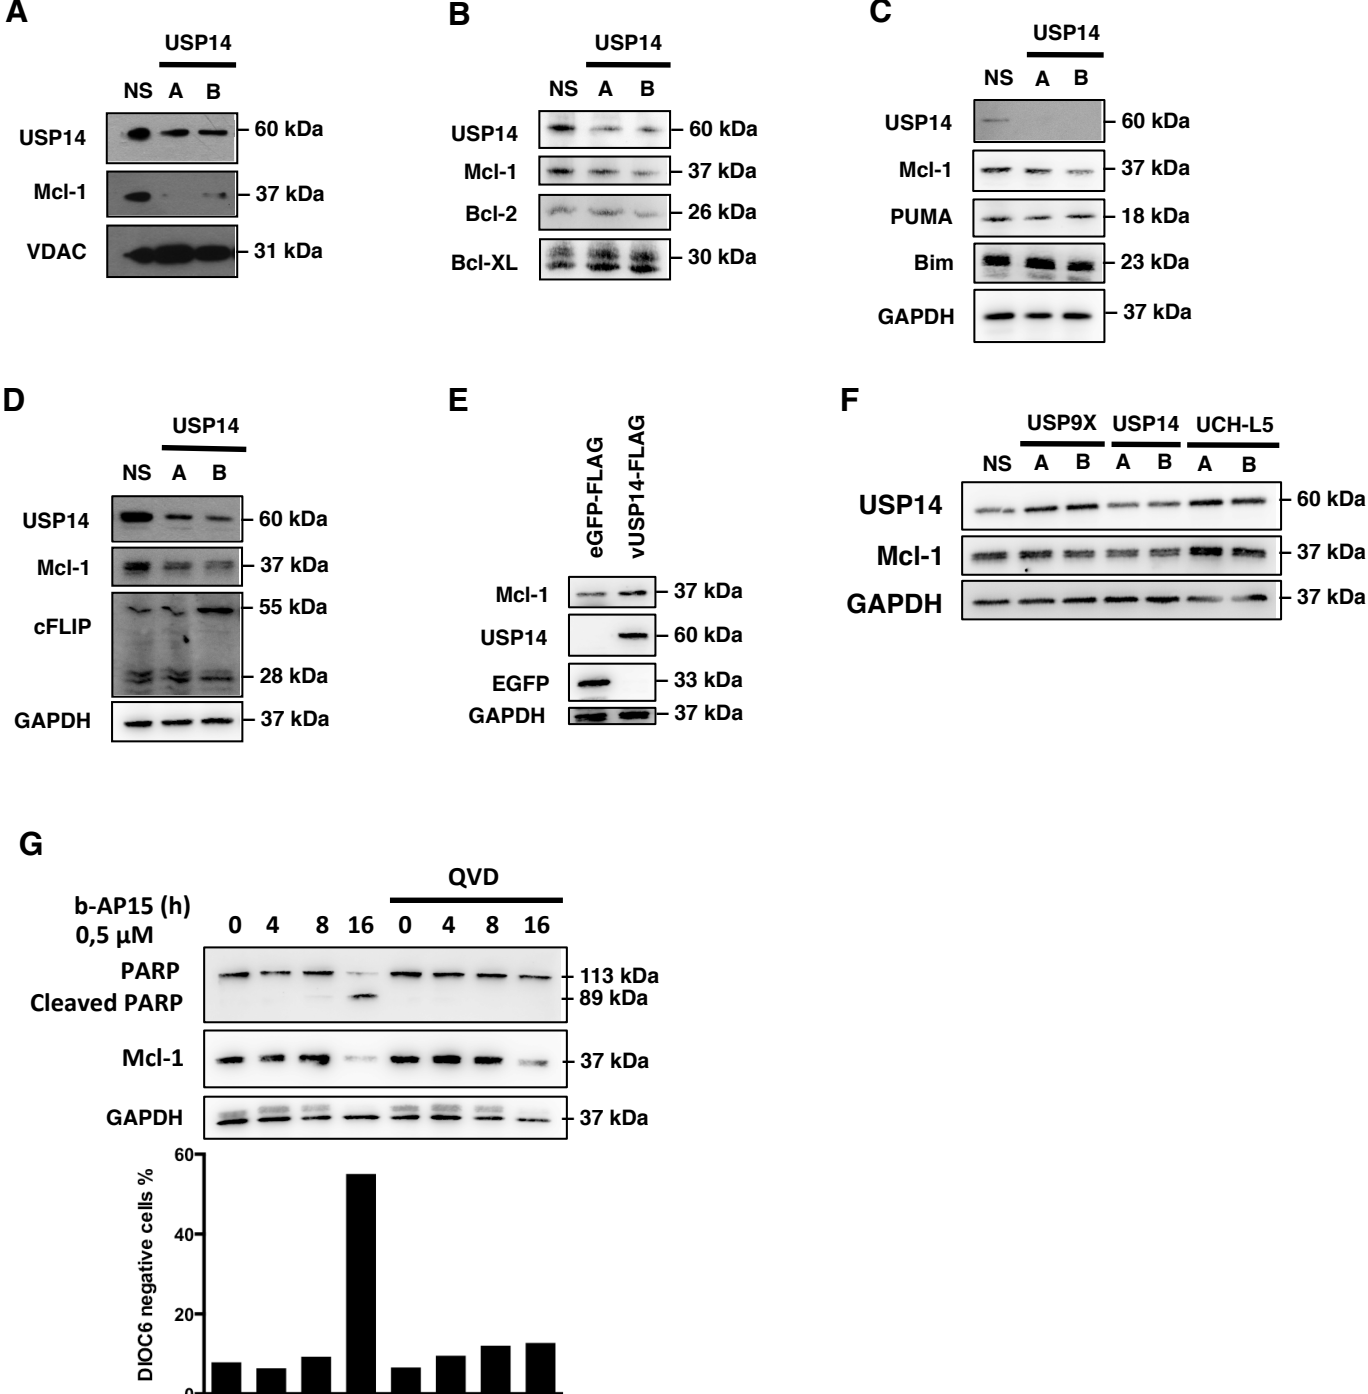 A
USP14
NS A B
USP14 60 kDa
Mcl-1 37 kDa
VDAC 31 kDa
B
USP14
NS A B
USP14 60 kDa
Mcl-1 37 kDa
Bcl-2 26 kDa
Bcl-XL 30 kDa
C
USP14
NS A B
USP14 60 kDa
Mcl-1 37 kDa
PUMA 18 kDa
Bim 23 kDa
GAPDH 37 kDa
D
USP14
NS A B
USP14 60 kDa
Mcl-1 37 kDa
cFLIP 55 kDa
28 kDa
GAPDH 37 kDa
E
eGFP-FLAG
vUSP14-FLAG
Mcl-1 37 kDa
USP14 60 kDa
EGFP 33 kDa
GAPDH 37 kDa
F
USP9X USP14 UCH-L5
NS A B A B A B
USP14 60 kDa
Mcl-1 37 kDa
GAPDH 37 kDa
G
QVD
b-AP15 (h)
0,5 µM
0 4 8 16 0 4 8 16
PARP 113 kDa
Cleaved PARP 89 kDa
Mcl-1 37 kDa
GAPDH 37 kDa
DIOC6 negative cells %
60
40
20
0